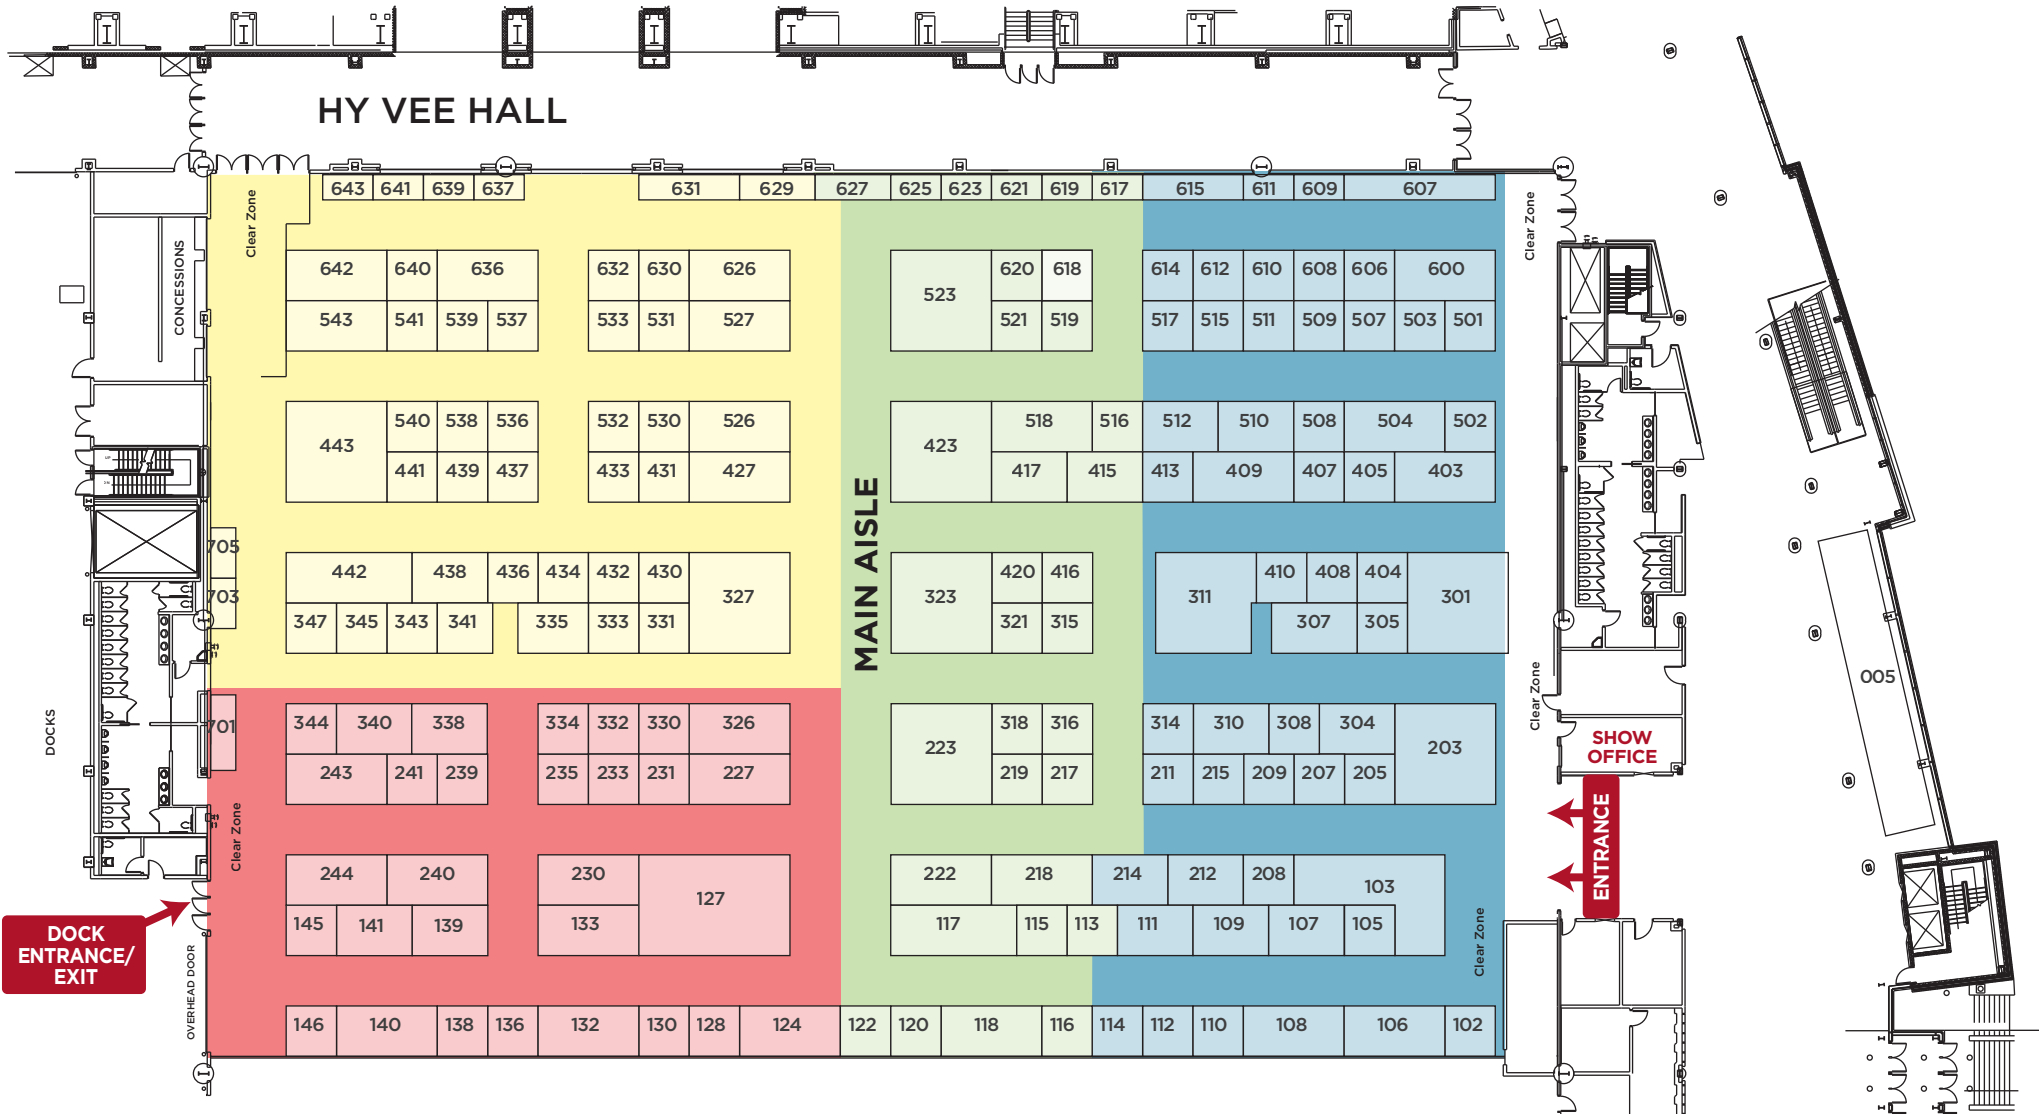 HY VEE HALL
643 641 639 637 631 629 627 625 623 621 619 617 615 611 609 607
Clear Zone
Clear Zone
CONCESSIONS
642 640 636 632 630 626 620 618 614 612 610 608 606 600
523
543 541 539 537 533 531 527 521 519 517 515 511 509 507 503 501
540 538 536 532 530 526 518 516 512 510 508 504 502
443 423
441 439 437 433 431 427 417 415 413 409 407 405 403
MAIN AISLE
705
442 438 436 434 432 430 420 416 410 408 404
703 327 323 311 301
347 345 343 341 335 333 331 321 315 307 305
005
Clear Zone
DOCKS
701
344 340 338 334 332 330 326 318 316 314 310 308 304
223 203
SHOW
OFFICE
243 241 239 235 233 231 227 219 217 211 215 209 207 205
Clear Zone
ENTRANCE
244 240 230 222 218 214 212 208
127 103
145 141 139 133 117 115 113 111 109 107 105
Clear Zone
DOCK
ENTRANCE/
EXIT
OVERHEAD DOOR
146 140 138 136 132 130 128 124 122 120 118 116 114 112 110 108 106 102